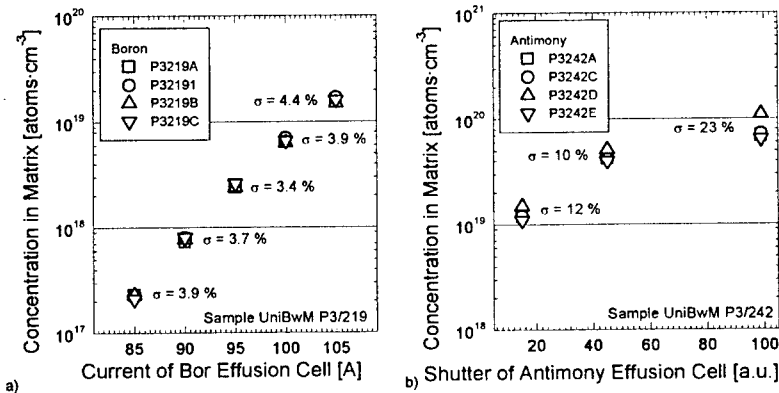 Concentration in Matrix [atoms·cm-3]
10^20
10^19
10^18
10^17
Boron
P3219A
P32191
P3219B
P3219C
σ = 4.4 %
σ = 3.9 %
σ = 3.4 %
σ = 3.7 %
σ = 3.9 %
Sample UniBwM P3/219
85 90 95 100 105
a) Current of Bor Effusion Cell [A]
Concentration in Matrix [atoms·cm-3]
10^21
10^20
10^19
10^18
Antimony
P3242A
P3242C
P3242D
P3242E
σ = 23 %
σ = 10 %
σ = 12 %
Sample UniBwM P3/242
20 40 60 80 100
b) Shutter of Antimony Effusion Cell [a.u.]